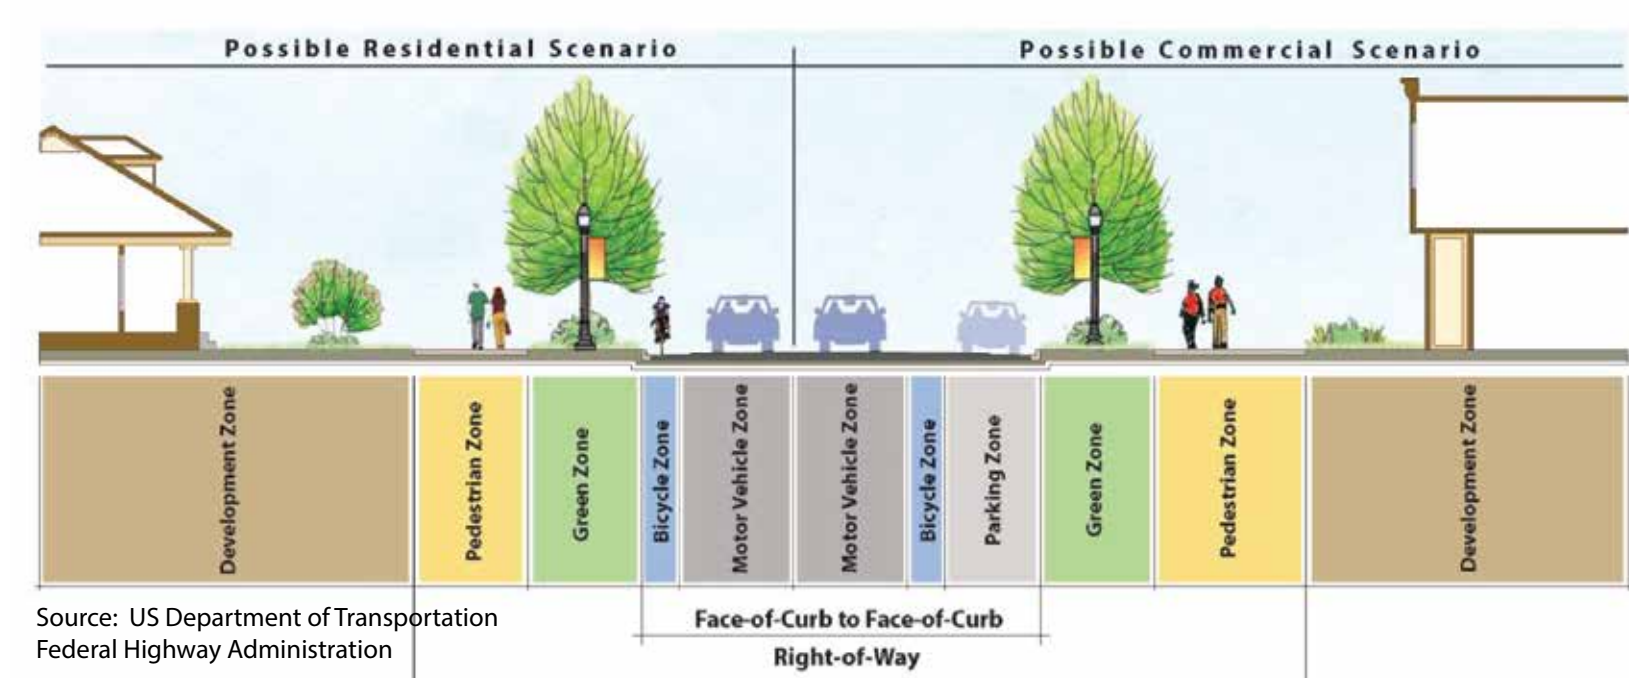 Possible Residential Scenario
Possible Commercial Scenario
Development Zone
Pedestrian Zone
Green Zone
Bicycle Zone
Motor Vehicle Zone
Motor Vehicle Zone
Bicycle Zone
Parking Zone
Green Zone
Pedestrian Zone
Development Zone
Source: US Department of Transportation
Federal Highway Administration
Face-of-Curb to Face-of-Curb
Right-of-Way